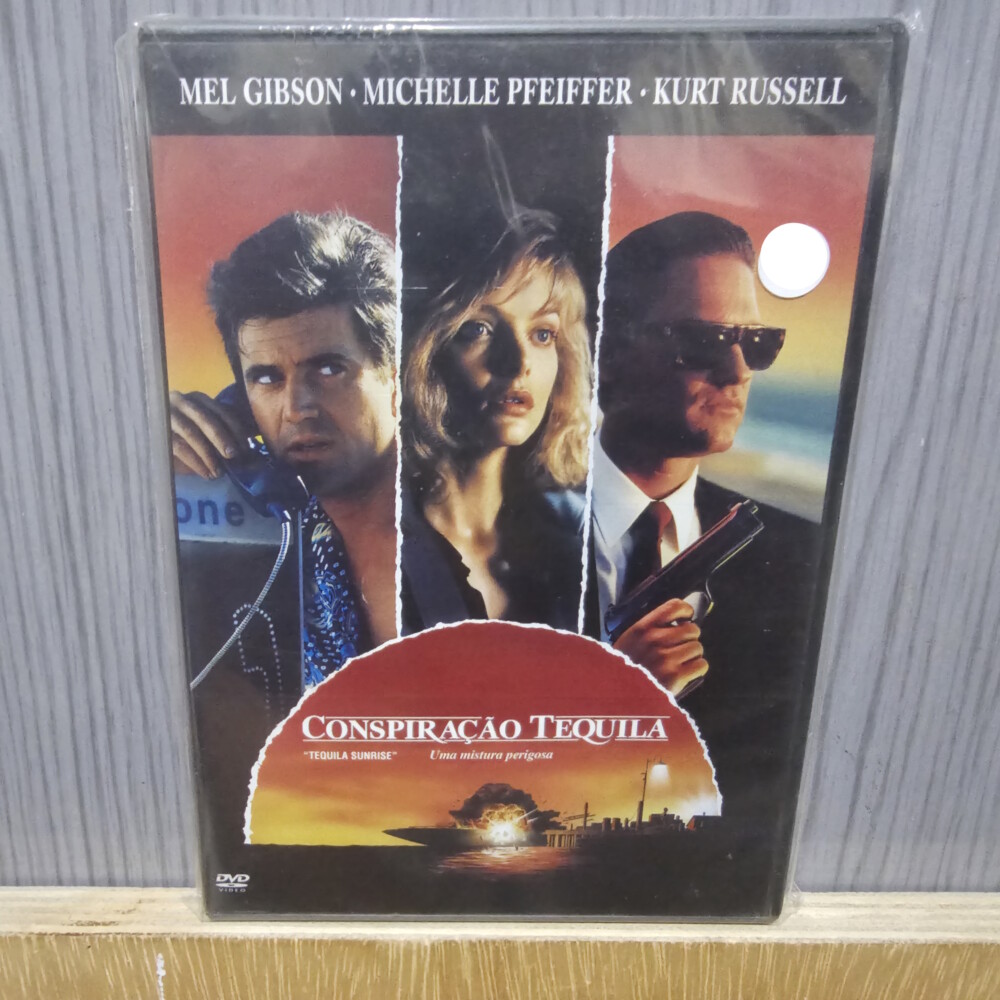 MEL GIBSON · MICHELLE PFEIFFER · KURT RUSSELL
one
CONSPIRAÇÃO TEQUILA
"TEQUILA SUNRISE" Uma mistura perigosa
DVD
VIDEO